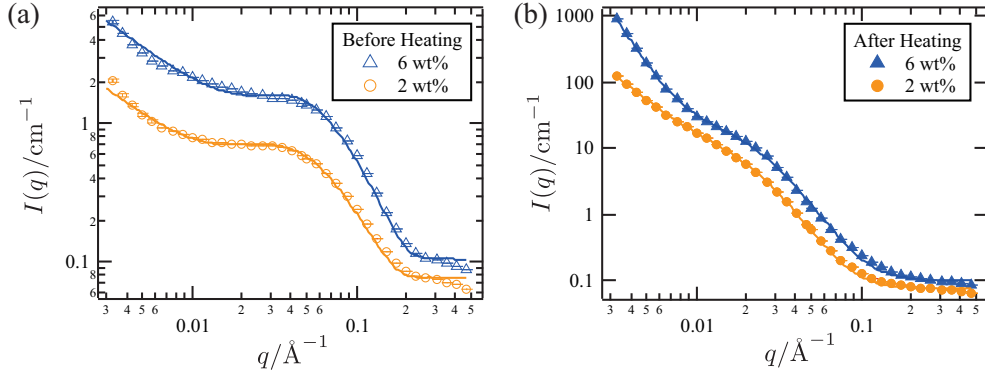 (a)
Before Heating
6 wt%
2 wt%
I(q)/cm⁻¹
6
4
2
1
8
6
4
2
0.1
8
6
3 4 5 6 0.01 2 3 4 5 6 0.1 2 3 4 5
q/Å⁻¹
(b)
After Heating
6 wt%
2 wt%
I(q)/cm⁻¹
1000
100
10
1
0.1
3 4 5 6 0.01 2 3 4 5 6 0.1 2 3 4 5
q/Å⁻¹